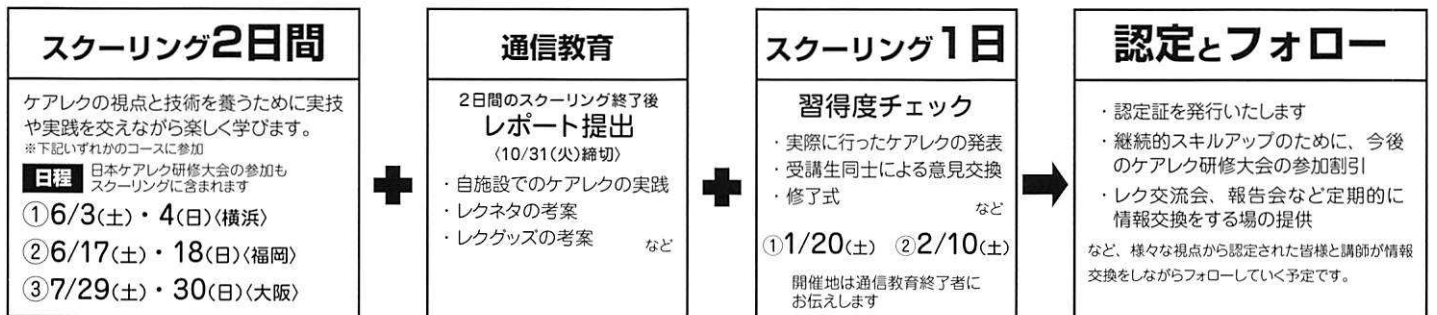 スクーリング2日間
ケアレクの視点と技術を養うために実技
や実践を交えながら楽しく学びます。
※下記いずれかのコースに参加
日程 日本ケアレク研修大会の参加も
スクーリングに含まれます
①6/3(土)・4(日)〈横浜〉
②6/17(土)・18(日)〈福岡〉
③7/29(土)・30(日)〈大阪〉
通信教育
2日間のスクーリング終了後
レポート提出
〈10/31(火)締切〉
・自施設でのケアレクの実践
・レクネタの考案
・レクグッズの考案 など
スクーリング1日
習得度チェック
・実際に行ったケアレクの発表
・受講生同士による意見交換
・修了式
など
①1/20(土) ②2/10(土)
開催地は通信教育終了者に
お伝えします
認定とフォロー
・認定証を発行いたします
・継続的スキルアップのために、今後
のケアレク研修大会の参加割引
・レク交流会、報告会など定期的に
情報交換をする場の提供
など、様々な視点から認定された皆様と講師が情報
交換をしながらフォローしていく予定です。